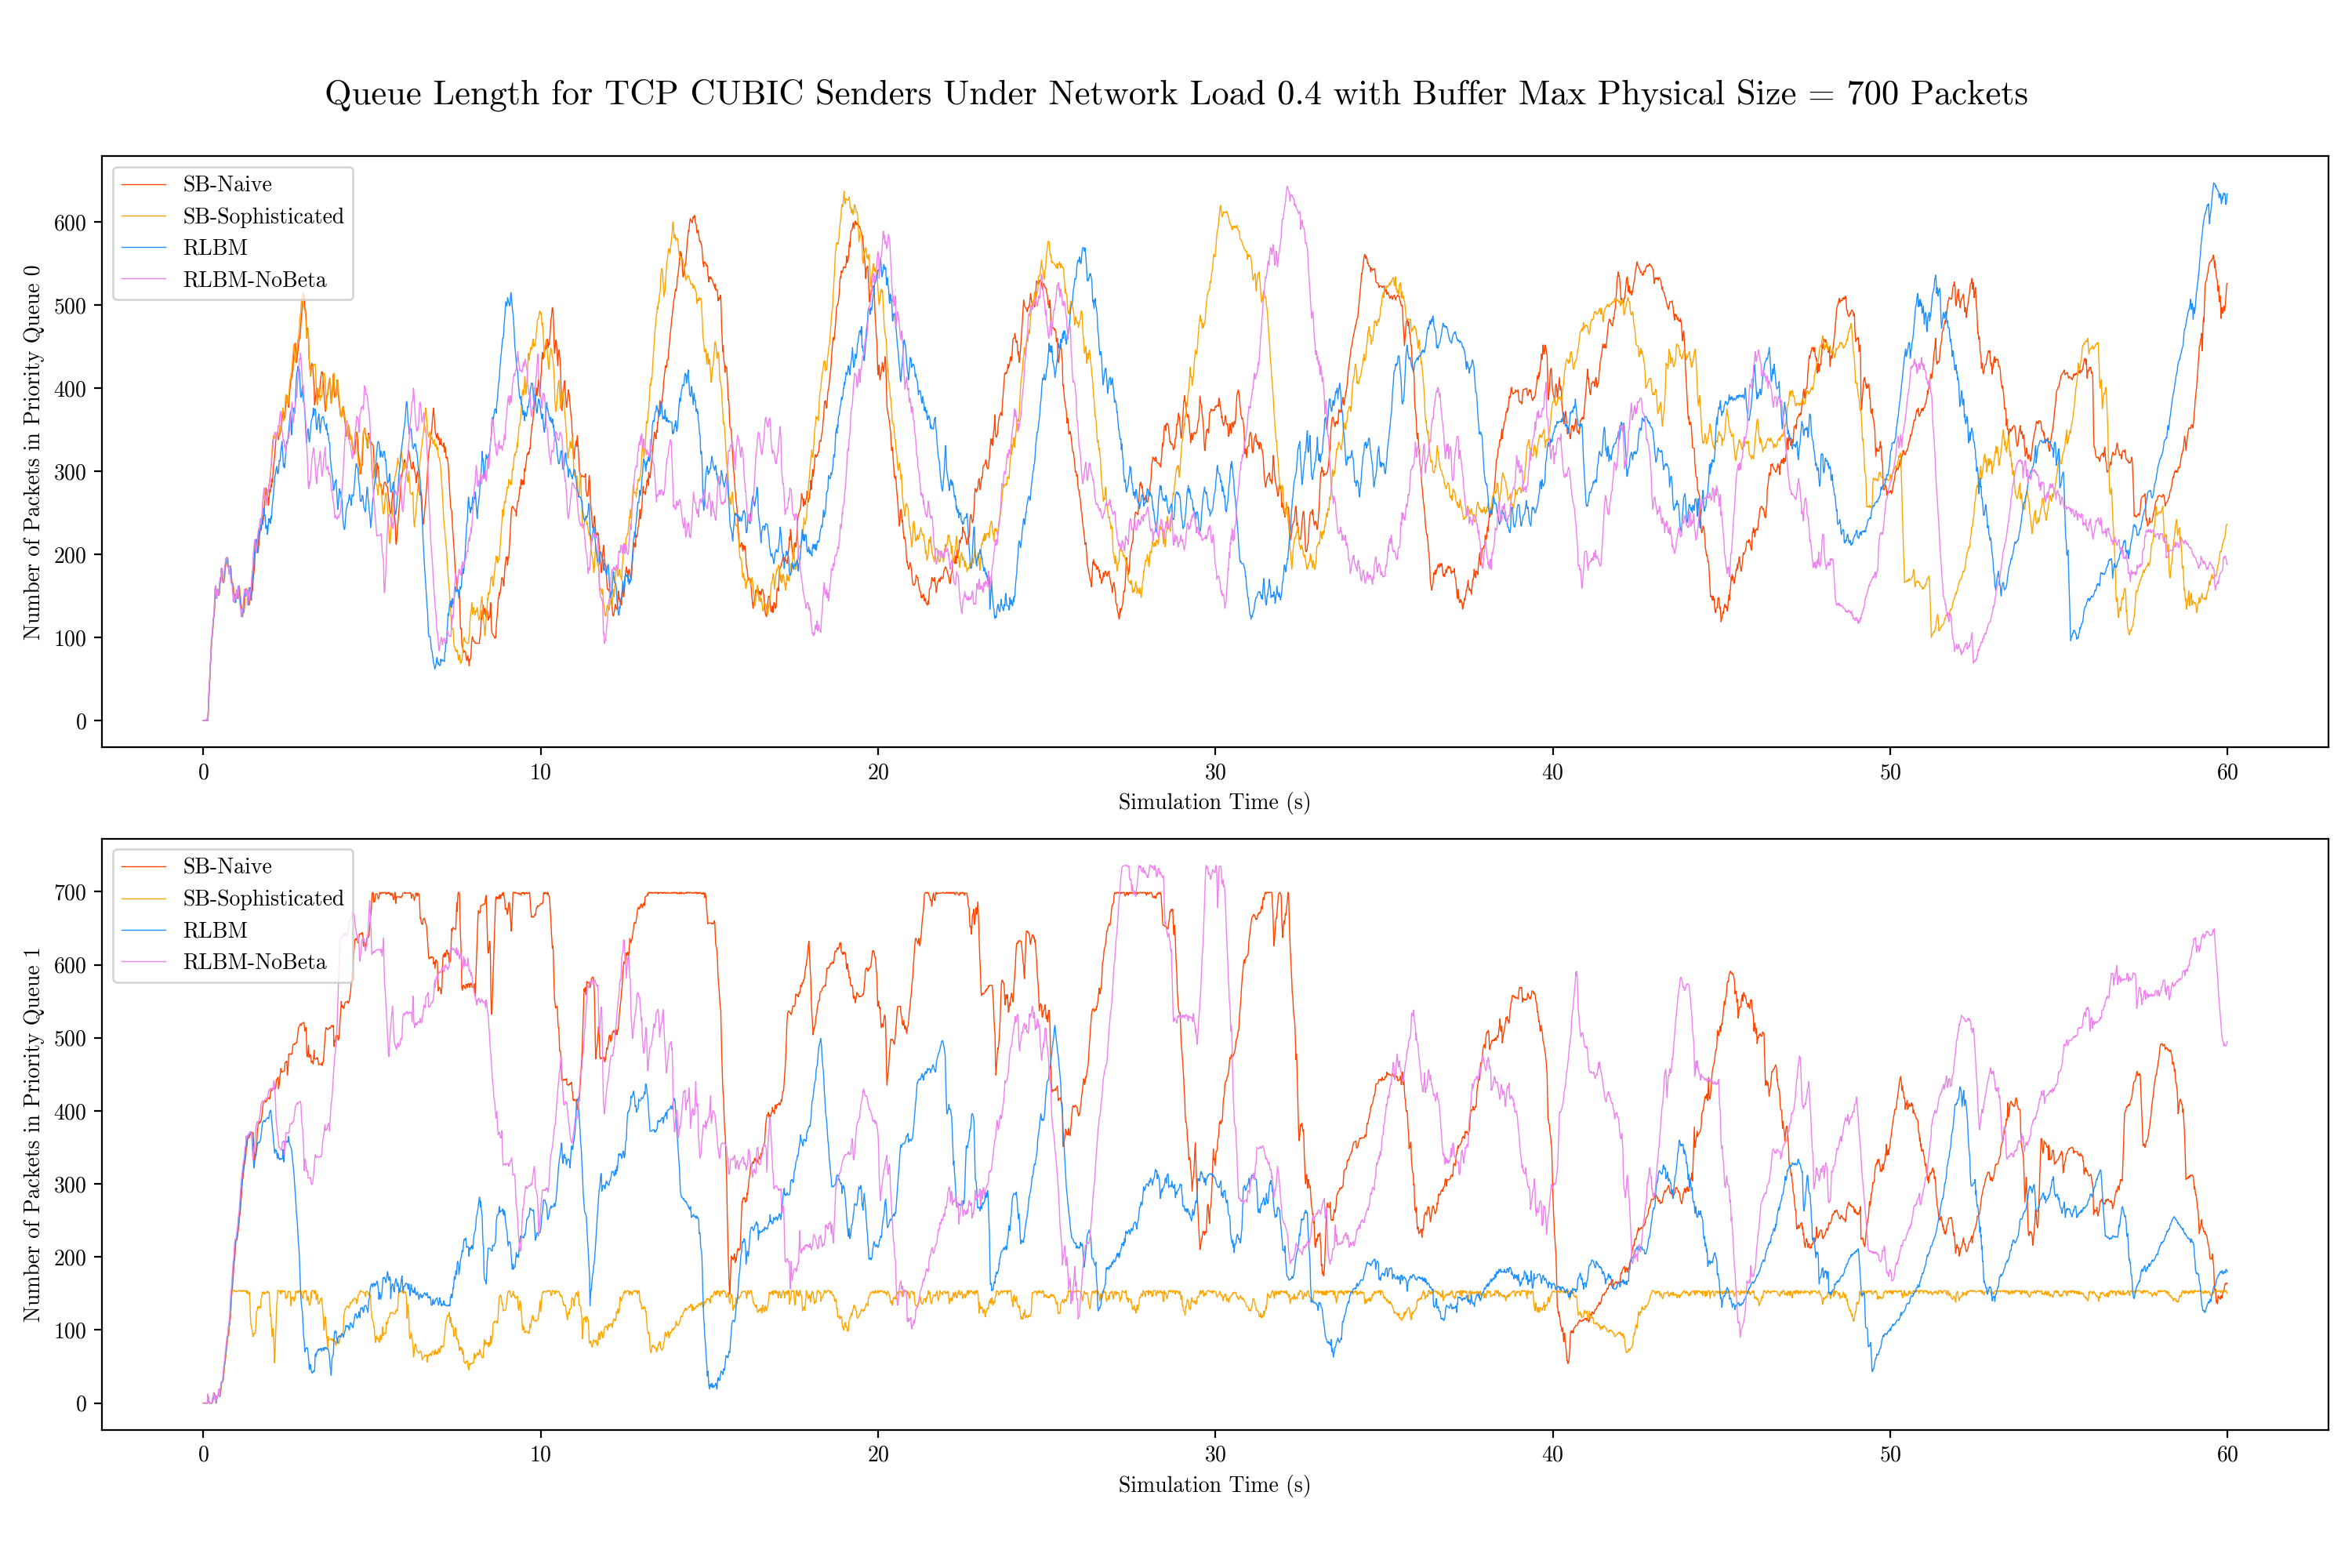 Queue Length for TCP CUBIC Senders Under Network Load 0.4 with Buffer Max Physical Size = 700 Packets
SB-Naive
SB-Sophisticated
RLBM
RLBM-NoBeta
Number of Packets in Priority Queue 0
600
500
400
300
200
100
0
0 10 20 30 40 50 60
Simulation Time (s)
SB-Naive
SB-Sophisticated
RLBM
RLBM-NoBeta
Number of Packets in Priority Queue 1
700
600
500
400
300
200
100
0
0 10 20 30 40 50 60
Simulation Time (s)